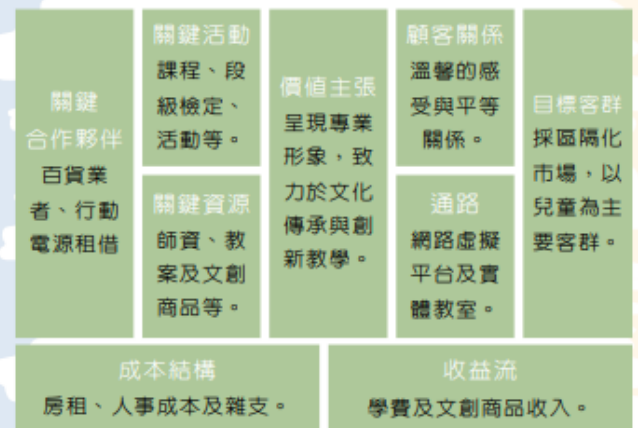 關鍵
合作夥伴
百貨業
者、行動
電源租借
關鍵活動
課程、段
級檢定、
活動等。
關鍵資源
師資、教
案及文創
商品等。
價值主張
呈現專業
形象，致
力於文化
傳承與創
新教學。
顧客關係
溫馨的感
受與平等
關係。
通路
網路虛擬
平台及實
體教室。
目標客群
採區隔化
市場，以
兒童為主
要客群。
成本結構
房租、人事成本及雜支。
收益流
學費及文創商品收入。